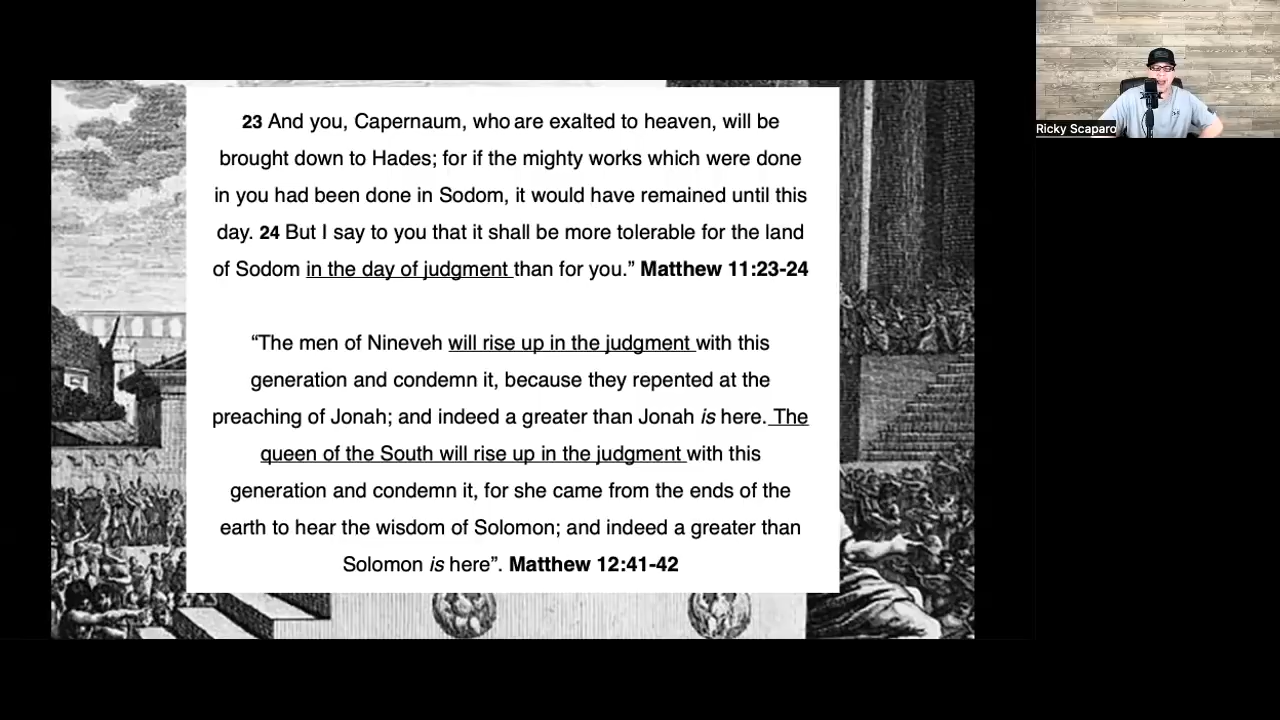 23 And you, Capernaum, who are exalted to heaven, will be
brought down to Hades; for if the mighty works which were done
in you had been done in Sodom, it would have remained until this
day. 24 But I say to you that it shall be more tolerable for the land
of Sodom in the day of judgment than for you.” Matthew 11:23-24
“The men of Nineveh will rise up in the judgment with this
generation and condemn it, because they repented at the
preaching of Jonah; and indeed a greater than Jonah is here. The
queen of the South will rise up in the judgment with this
generation and condemn it, for she came from the ends of the
earth to hear the wisdom of Solomon; and indeed a greater than
Solomon is here”. Matthew 12:41-42
Ricky Scaparo